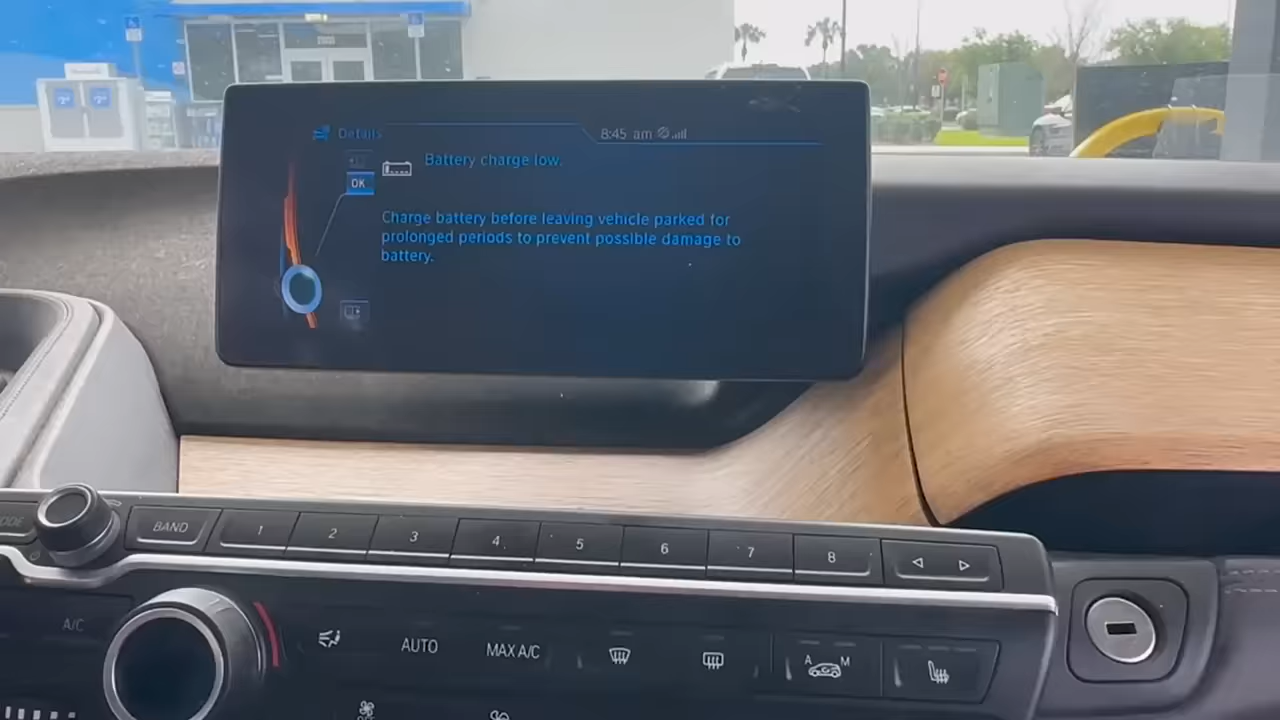 Details
8:45 am
Battery charge low.
OK
Charge battery before leaving vehicle parked for
prolonged periods to prevent possible damage to
battery.
BAND
1
2
3
4
5
6
7
8
A/C
AUTO
MAX A/C
A
M